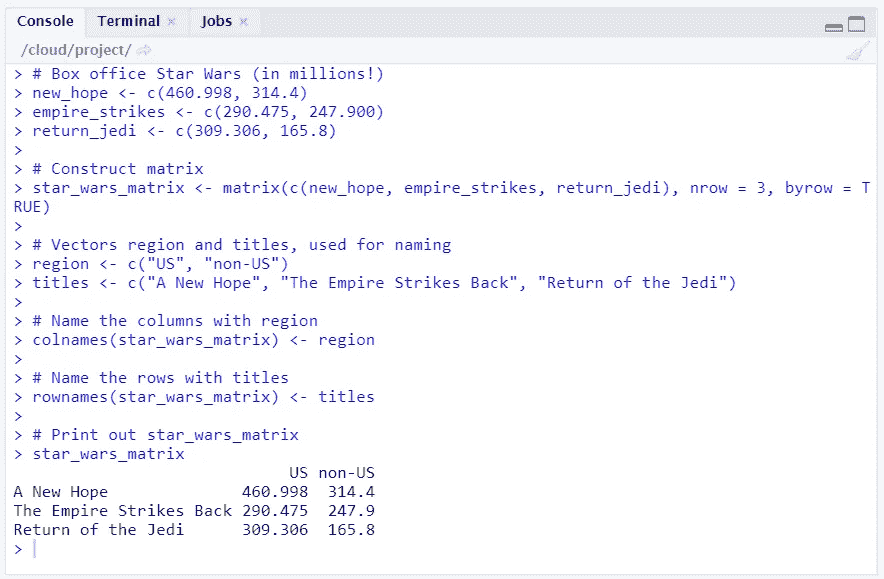 Console Terminal × Jobs ×
/cloud/project/
> # Box office Star Wars (in millions!)
> new_hope <- c(460.998, 314.4)
> empire_strikes <- c(290.475, 247.900)
> return_jedi <- c(309.306, 165.8)
>
> # Construct matrix
> star_wars_matrix <- matrix(c(new_hope, empire_strikes, return_jedi), nrow = 3, byrow = T
RUE)
>
> # Vectors region and titles, used for naming
> region <- c("US", "non-US")
> titles <- c("A New Hope", "The Empire Strikes Back", "Return of the Jedi")
>
> # Name the columns with region
> colnames(star_wars_matrix) <- region
>
> # Name the rows with titles
> rownames(star_wars_matrix) <- titles
>
> # Print out star_wars_matrix
> star_wars_matrix
                             US non-US
A New Hope              460.998  314.4
The Empire Strikes Back 290.475  247.9
Return of the Jedi      309.306  165.8
>